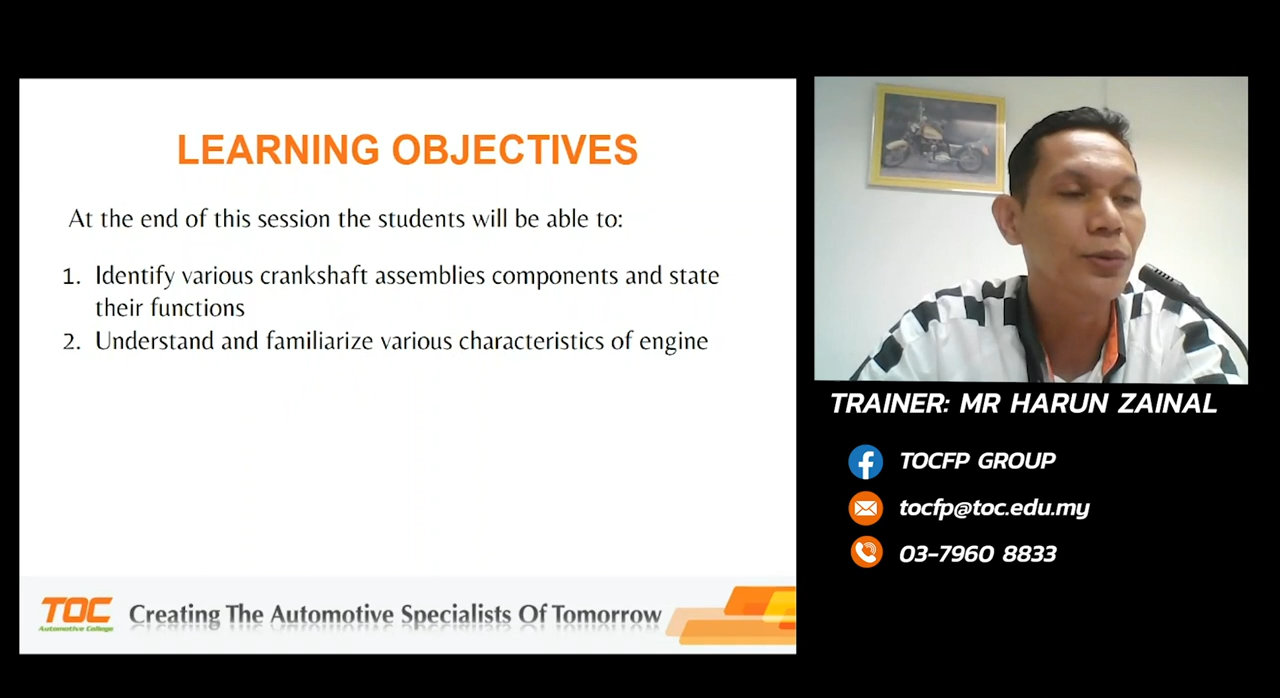 LEARNING OBJECTIVES
At the end of this session the students will be able to:
1. Identify various crankshaft assemblies components and state
their functions
2. Understand and familiarize various characteristics of engine
TOC
Automotive College
Creating The Automotive Specialists Of Tomorrow
TRAINER: MR HARUN ZAINAL
TOCFP GROUP
tocfp@toc.edu.my
03-7960 8833